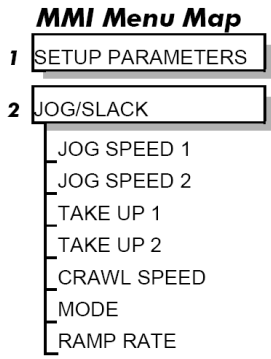 MMI Menu Map
1 SETUP PARAMETERS
2 JOG/SLACK
JOG SPEED 1
JOG SPEED 2
TAKE UP 1
TAKE UP 2
CRAWL SPEED
MODE
RAMP RATE